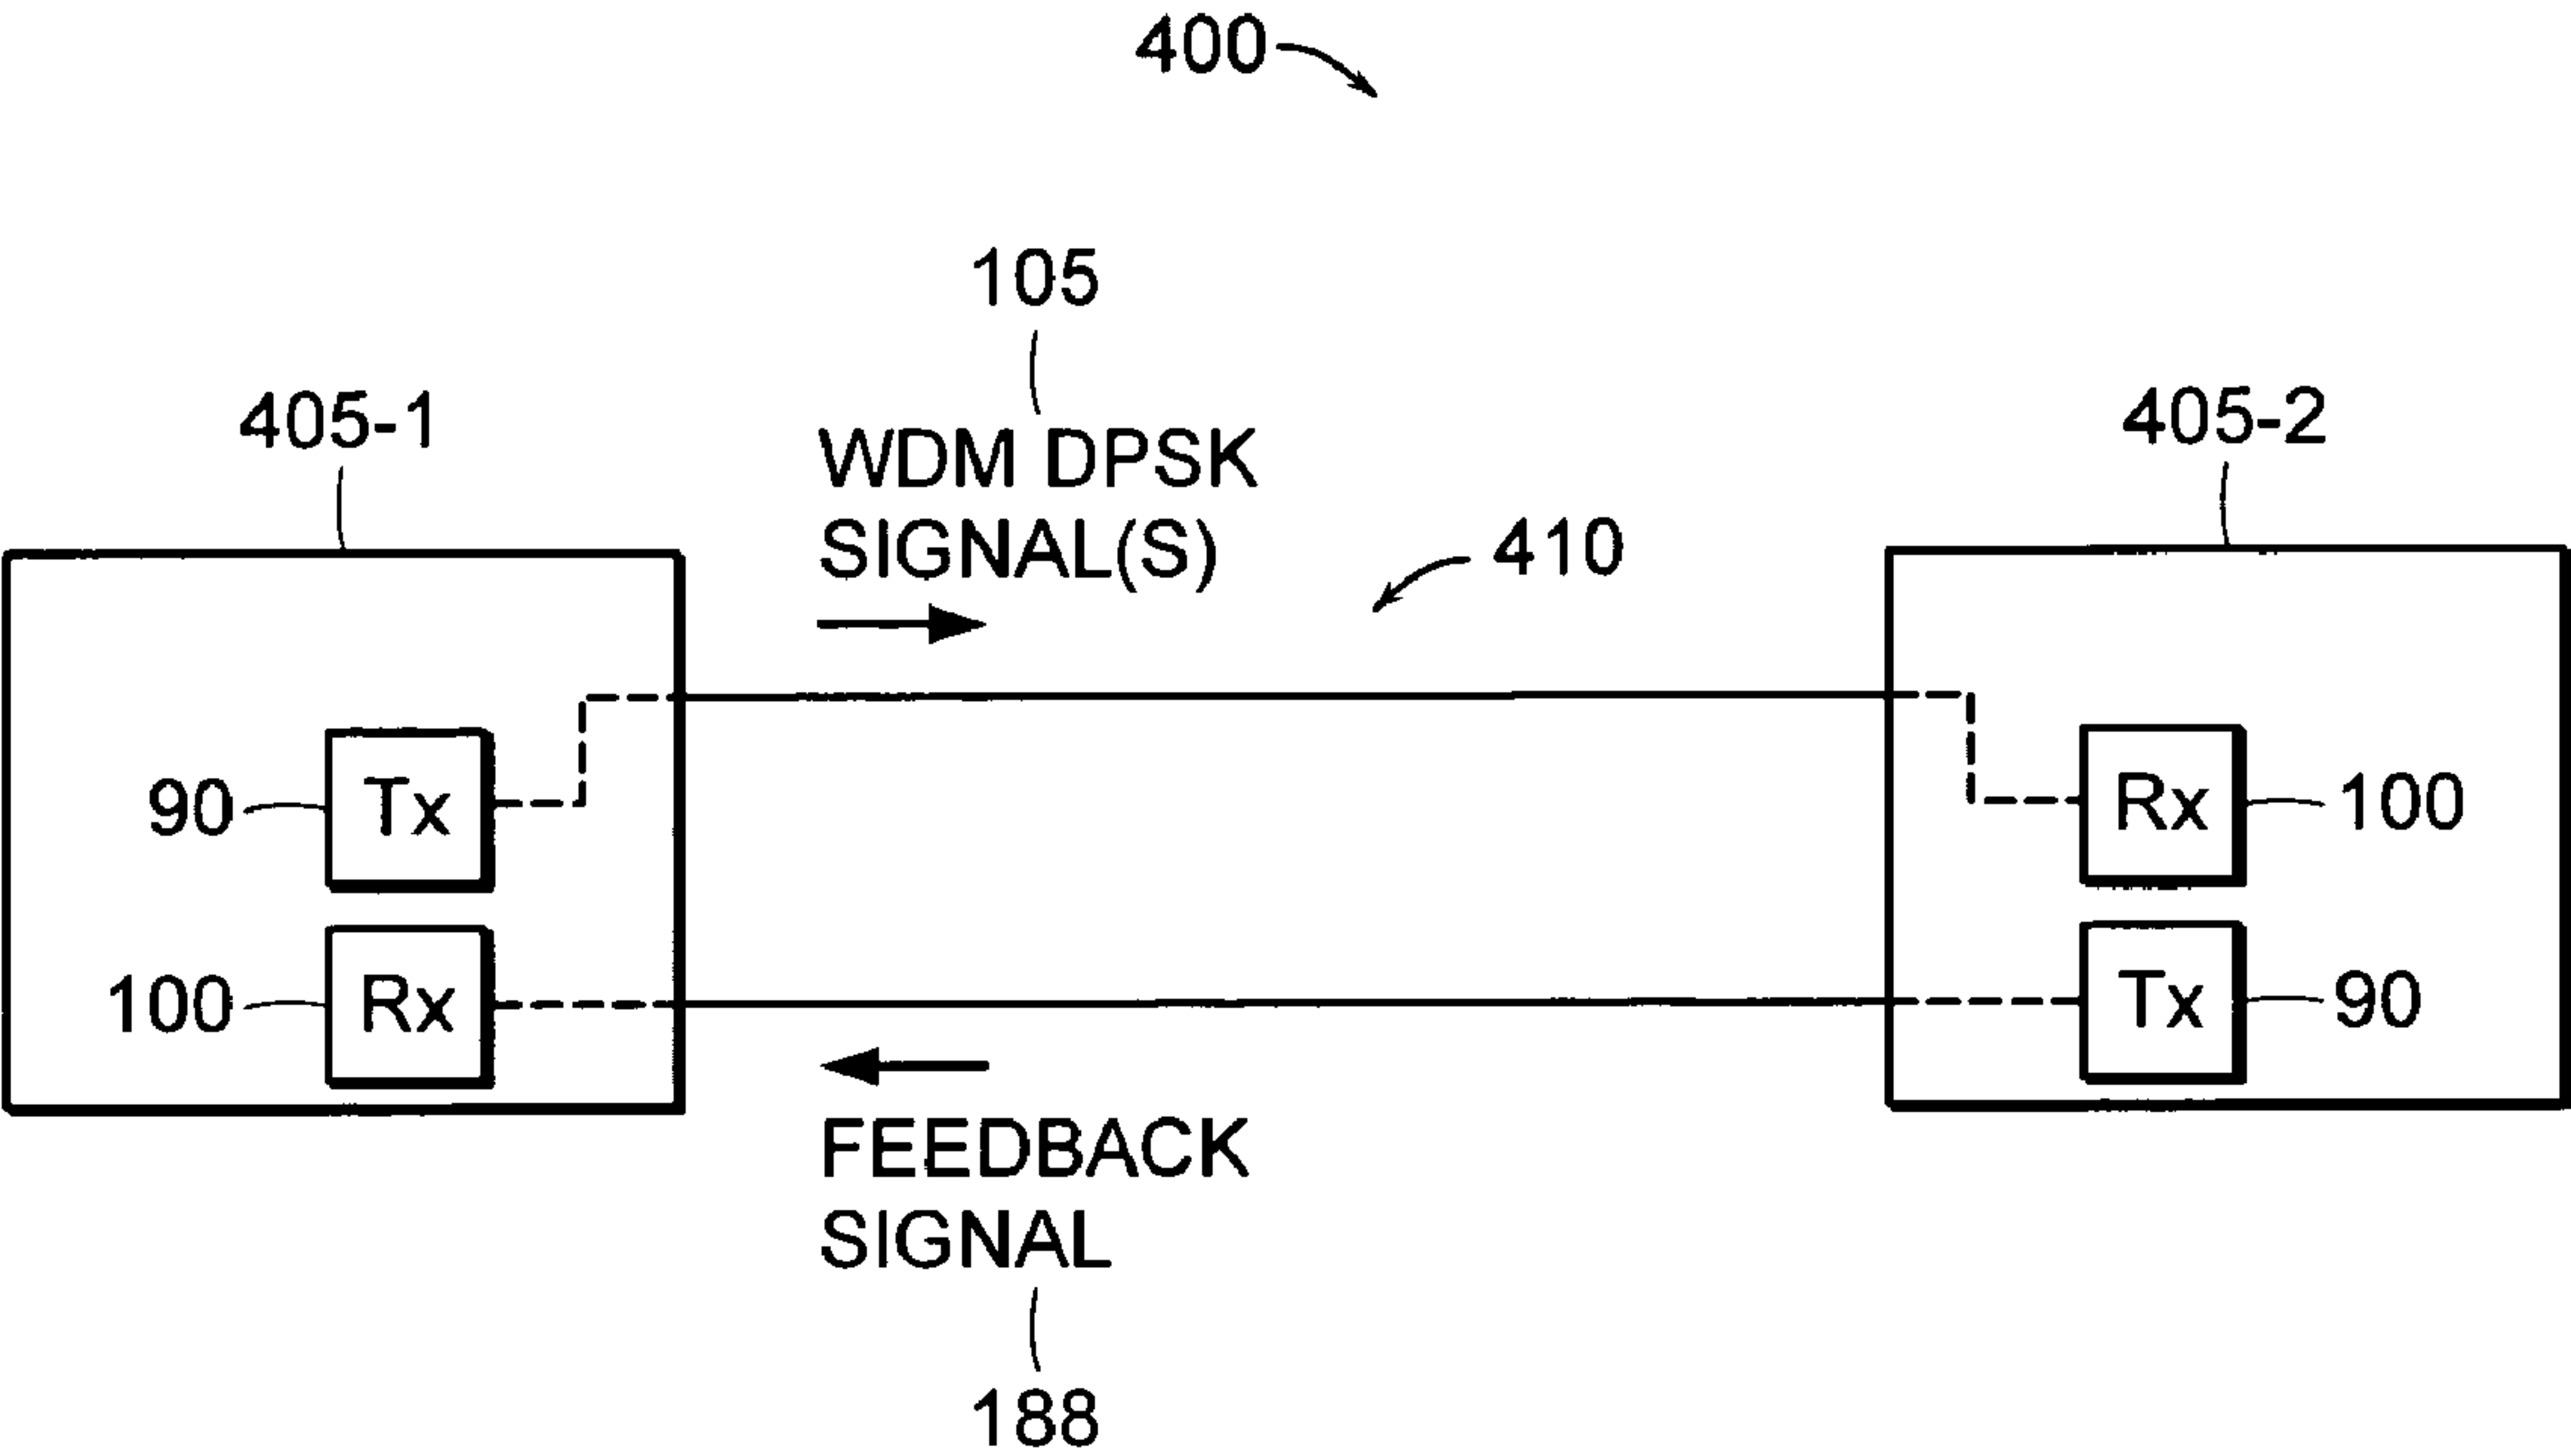 400
105
405-1
405-2
WDM DPSK
SIGNAL(S)
410
90
Tx
Rx
100
100
Rx
Tx
90
FEEDBACK
SIGNAL
188